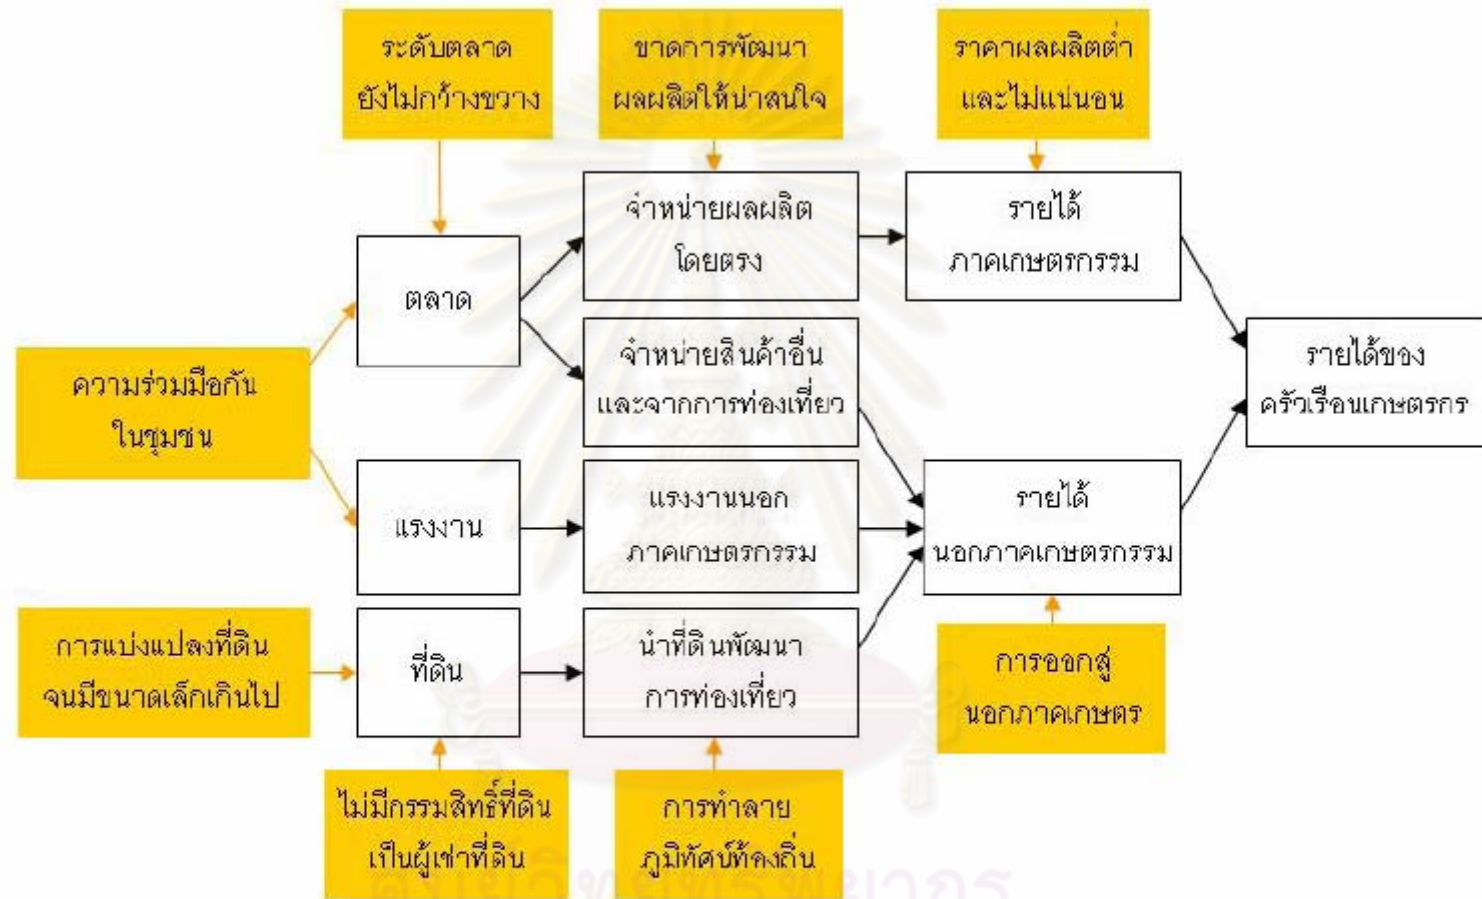 ระดับตลาด
ยังไม่กว้างขวาง
ขาดการพัฒนา
ผลผลิตให้น่าสนใจ
ราคาผลผลิตต่ำ
และไม่แน่นอน
จำหน่ายผลผลิต
โดยตรง
รายได้
ภาคเกษตรกรรม
ตลาด
จำหน่ายสินค้าอื่น
และจากการท่องเที่ยว
รายได้ของ
ครัวเรือนเกษตรกร
ความร่วมมือกัน
ในชุมชน
แรงงาน
แรงงานนอก
ภาคเกษตรกรรม
รายได้
นอกภาคเกษตรกรรม
การแบ่งแปลงที่ดิน
จนมีขนาดเล็กเกินไป
ที่ดิน
นำที่ดินพัฒนา
การท่องเที่ยว
การออกสู่
นอกภาคเกษตร
ไม่มีกรรมสิทธิ์ที่ดิน
เป็นผู้เช่าที่ดิน
การทำลาย
ภูมิทัศน์ท้องถิ่น
ศูนย์วิทยทรัพยากร